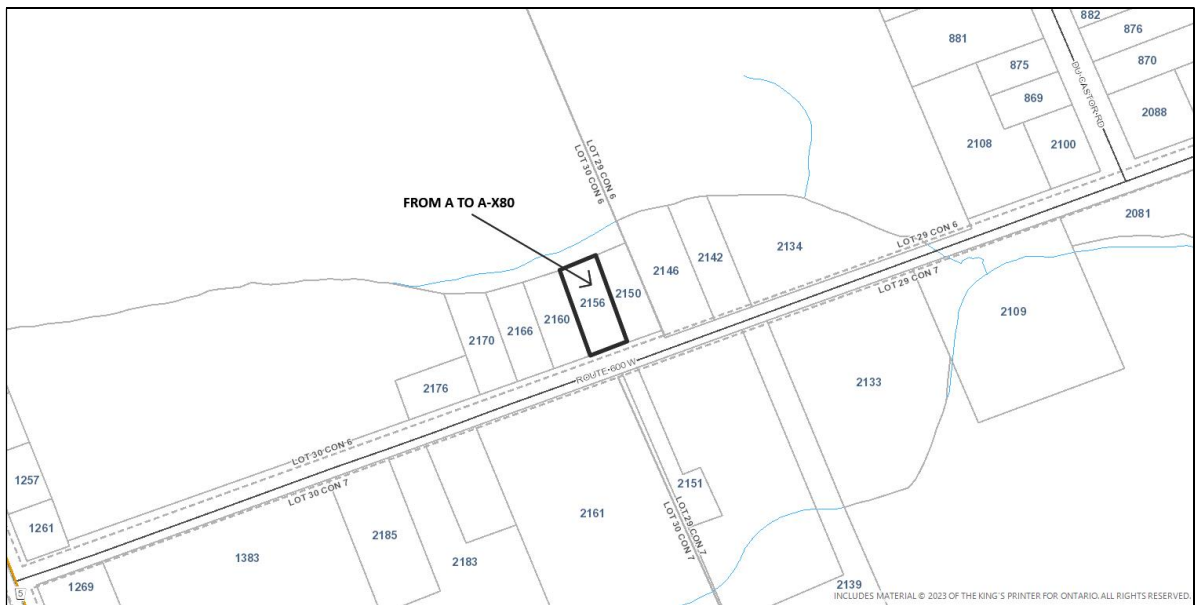 882
876
881
870
875
DU CASTOR RD
869
2088
2108
2100
LOT 29 CON 6
LOT 30 CON 6
FROM A TO A-X80
2081
LOT 29 CON 6
2134
2142
2146
LOT 29 CON 7
2150
2156
2109
2160
2166
2170
ROUTE 600 W
2133
2176
LOT 30 CON 6
1257
LOT 30 CON 7
2151
2161
LOT 29 CON 7
LOT 30 CON 7
1261
2185
1383
2183
1269
2139
5
INCLUDES MATERIAL © 2023 OF THE KING'S PRINTER FOR ONTARIO. ALL RIGHTS RESERVED.